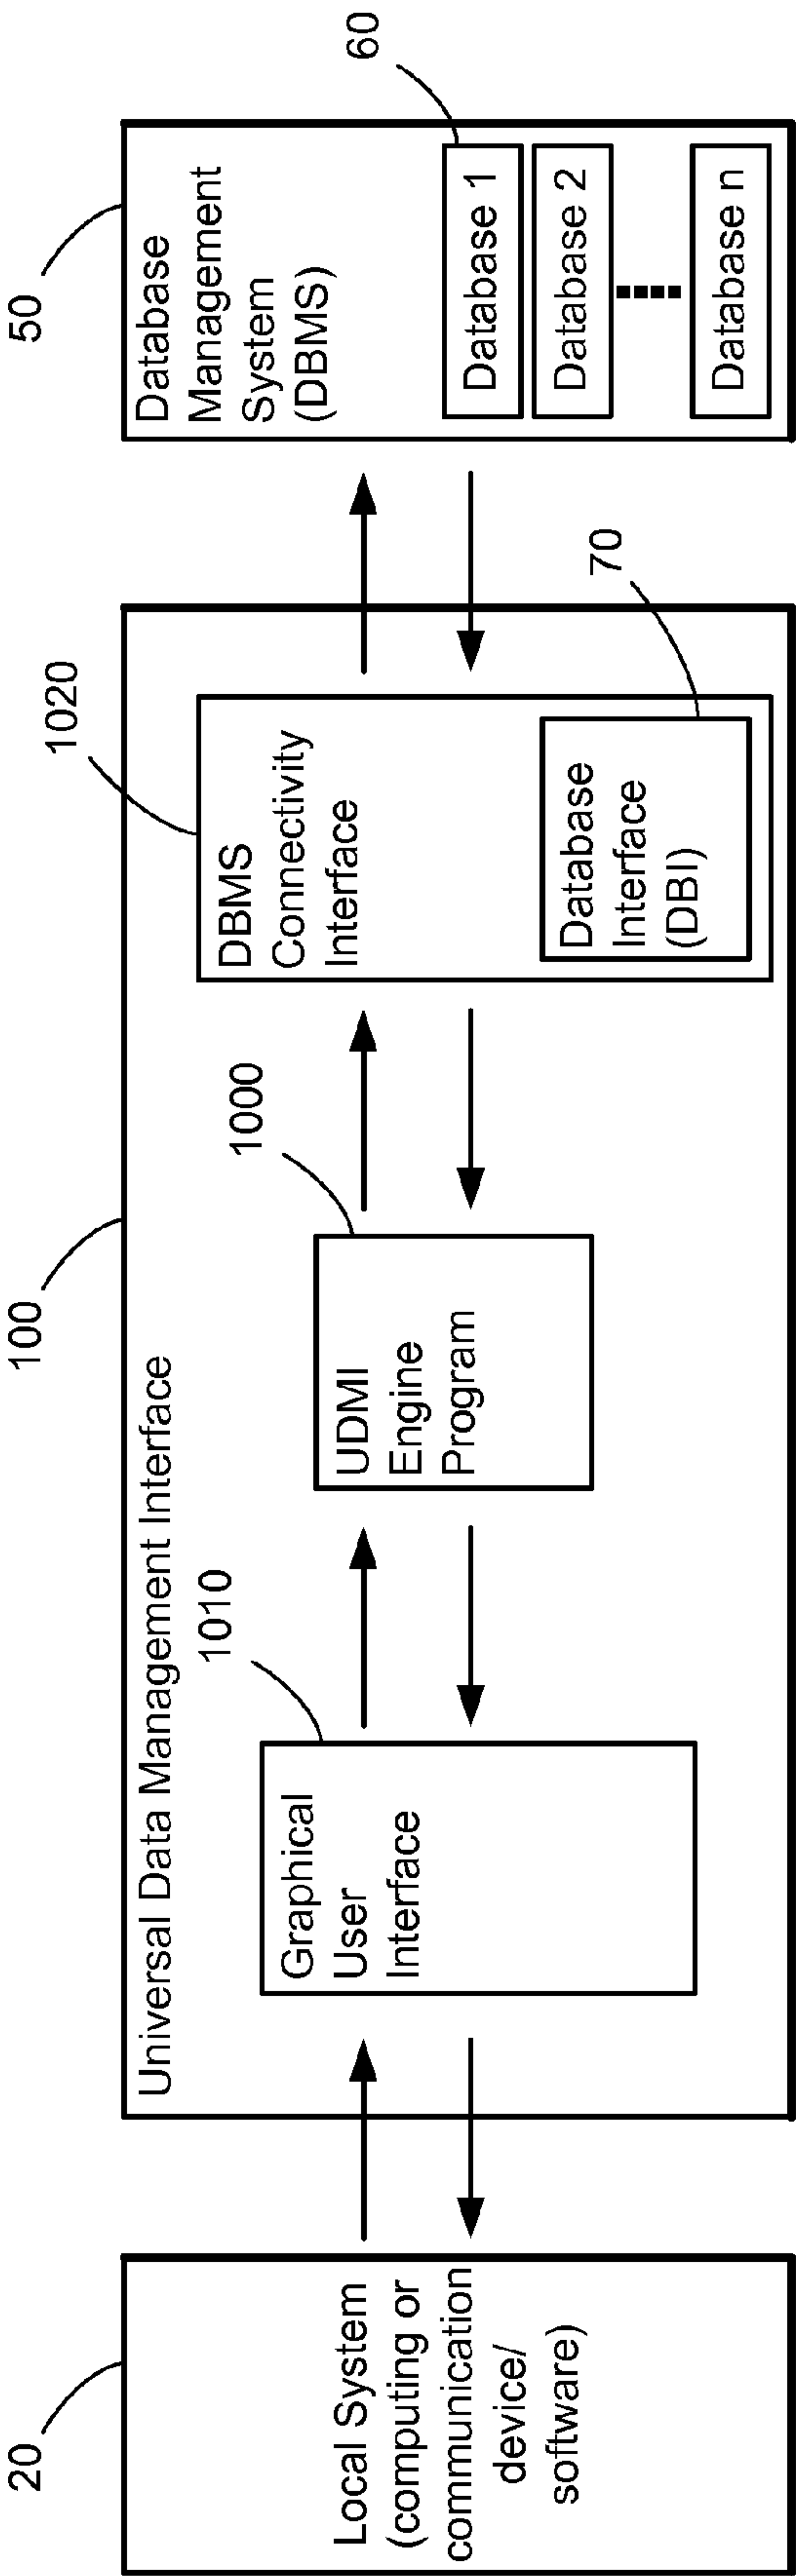 20
Local System
(computing or
communication
device/
software)
100
Universal Data Management Interface
1010
Graphical
User
Interface
1000
UDMI
Engine
Program
1020
DBMS
Connectivity
Interface
70
Database
Interface
(DBI)
50
Database
Management
System
(DBMS)
60
Database 1
Database 2
Database n